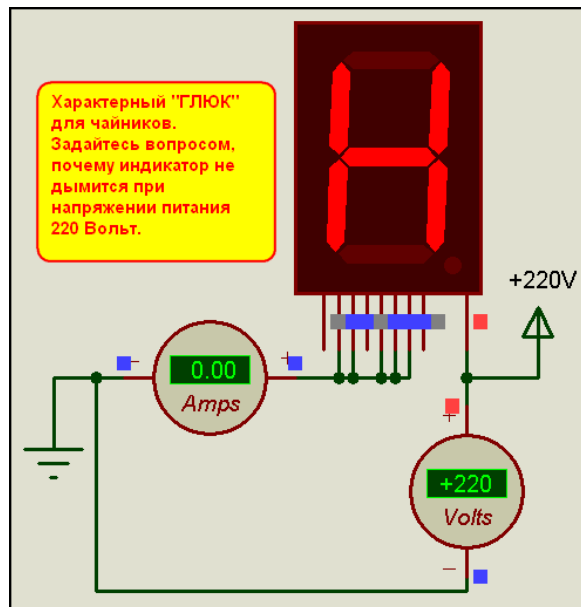 Характерный "ГЛЮК"
для чайников.
Задайтесь вопросом,
почему индикатор не
дымится при
напряжении питания
220 Вольт.
+220V
0.00
Amps
+220
Volts